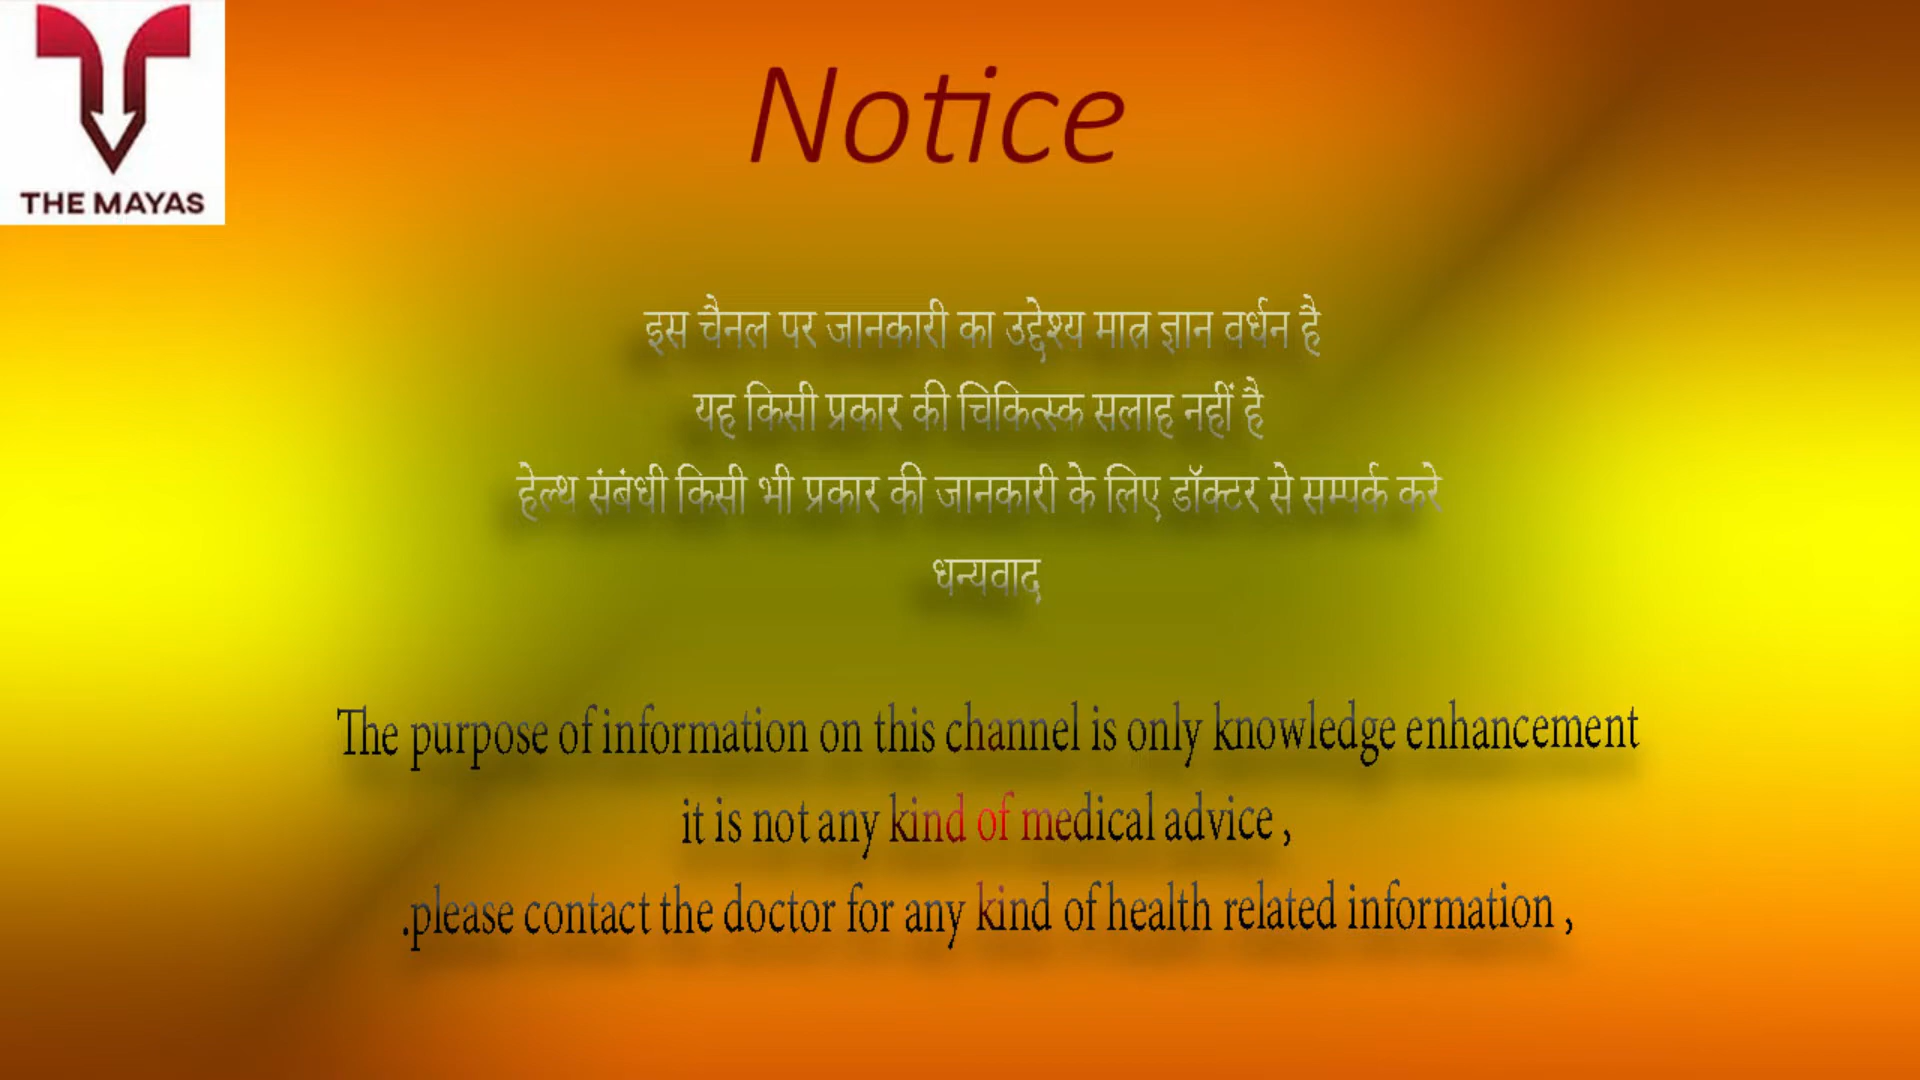 THE MAYAS
Notice
इस चैनल पर जानकारी का उद्देश्य मात्र ज्ञान वर्धन है
यह किसी प्रकार की चिकित्स्क सलाह नहीं है
हेल्थ संबंधी किसी भी प्रकार की जानकारी के लिए डॉक्टर से सम्पर्क करे
धन्यवाद
The purpose of information on this channel is only knowledge enhancement
it is not any kind of medical advice ,
.please contact the doctor for any kind of health related information ,